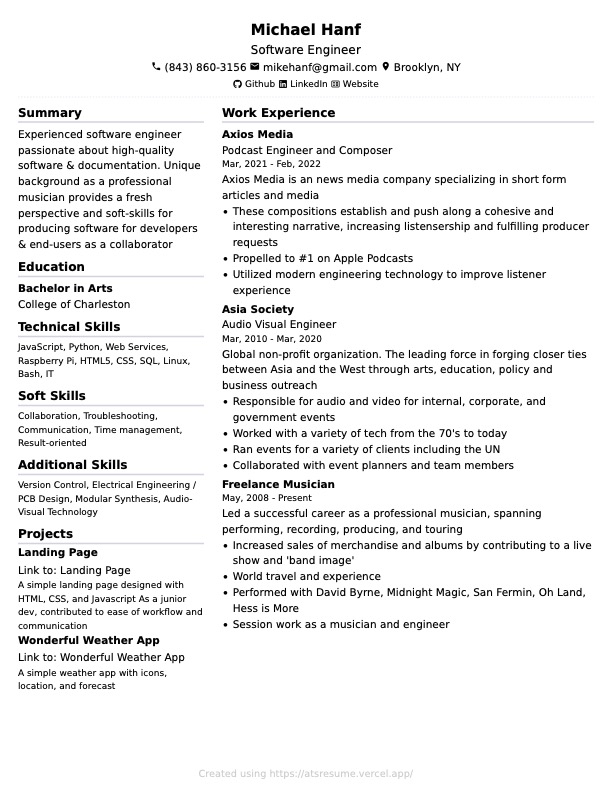 Michael Hanf
Software Engineer
(843) 860-3156 mikehanf@gmail.com Brooklyn, NY
Github LinkedIn Website
Summary
Experienced software engineer
passionate about high-quality
software & documentation. Unique
background as a professional
musician provides a fresh
perspective and soft-skills for
producing software for developers
& end-users as a collaborator
Education
Bachelor in Arts
College of Charleston
Technical Skills
JavaScript, Python, Web Services,
Raspberry Pi, HTML5, CSS, SQL, Linux,
Bash, IT
Soft Skills
Collaboration, Troubleshooting,
Communication, Time management,
Result-oriented
Additional Skills
Version Control, Electrical Engineering /
PCB Design, Modular Synthesis, Audio-
Visual Technology
Projects
Landing Page
Link to: Landing Page
A simple landing page designed with
HTML, CSS, and Javascript As a junior
dev, contributed to ease of workflow and
communication
Wonderful Weather App
Link to: Wonderful Weather App
A simple weather app with icons,
location, and forecast
Work Experience
Axios Media
Podcast Engineer and Composer
Mar, 2021 - Feb, 2022
Axios Media is an news media company specializing in short form
articles and media
• These compositions establish and push along a cohesive and
interesting narrative, increasing listensership and fulfilling producer
requests
• Propelled to #1 on Apple Podcasts
• Utilized modern engineering technology to improve listener
experience
Asia Society
Audio Visual Engineer
Mar, 2010 - Mar, 2020
Global non-profit organization. The leading force in forging closer ties
between Asia and the West through arts, education, policy and
business outreach
• Responsible for audio and video for internal, corporate, and
government events
• Worked with a variety of tech from the 70's to today
• Ran events for a variety of clients including the UN
• Collaborated with event planners and team members
Freelance Musician
May, 2008 - Present
Led a successful career as a professional musician, spanning
performing, recording, producing, and touring
• Increased sales of merchandise and albums by contributing to a live
show and 'band image'
• World travel and experience
• Performed with David Byrne, Midnight Magic, San Fermin, Oh Land,
Hess is More
• Session work as a musician and engineer
Created using https://atsresume.vercel.app/